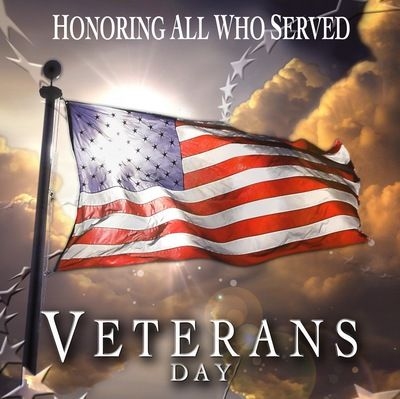 HONORING ALL WHO SERVED
VETERANS
DAY